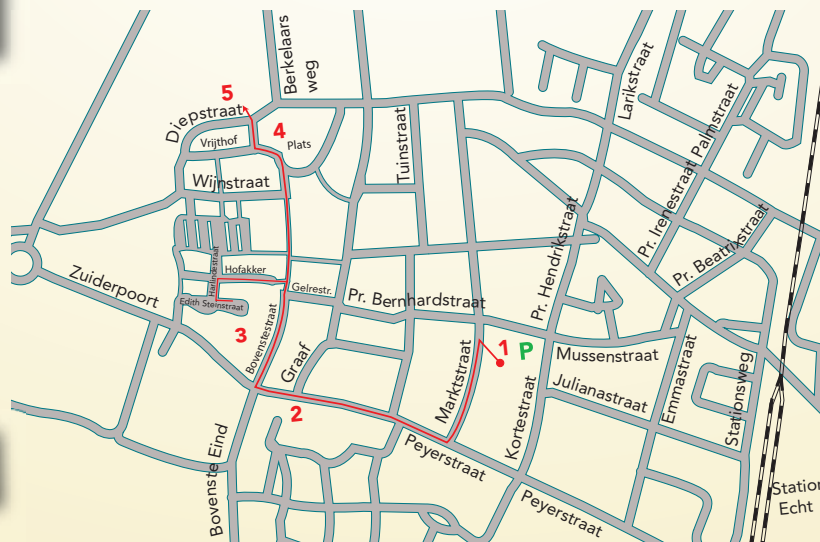 Berkelaars
weg
Larikstraat
5
Diepstraat
4
Vrijthof
Plats
Tuinstraat
Pr. Irenestraat
Palmstraat
Wijnstraat
Pr. Hendrikstraat
Pr. Beatrixstraat
Harlindestraat
Hofakker
Zuiderpoort
Gelrestr.
Edith Steinstraat
Pr. Bernhardstraat
3
Bovenstestraat
Graaf
Marktstraat
1
P
Mussenstraat
Julianastraat
Emmastraat
Stationsweg
2
Kortestraat
Bovenste Eind
Peyerstraat
Peyerstraat
Station
Echt